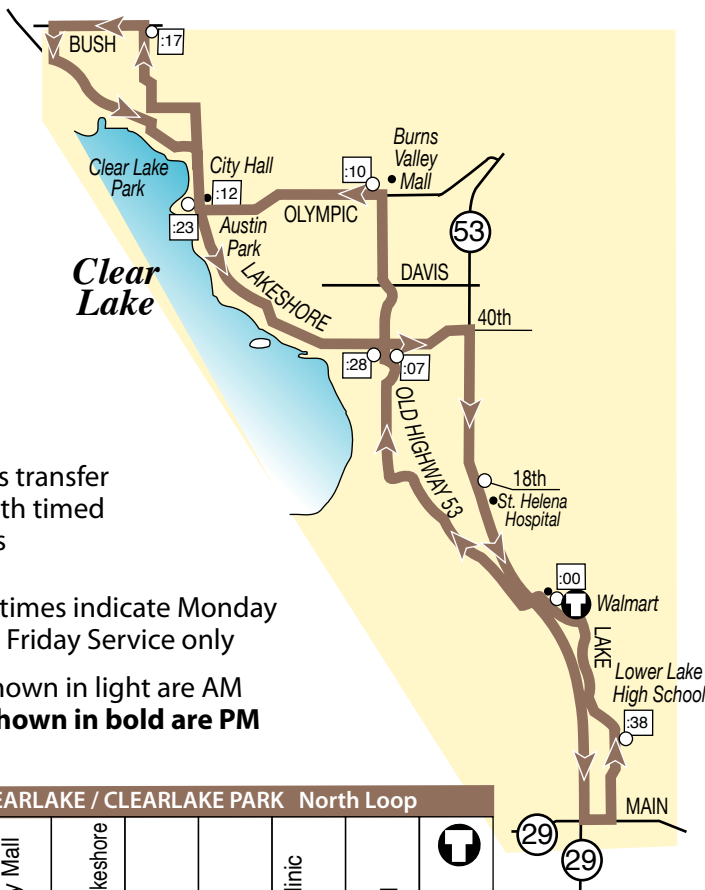 BUSH
:17
Clear Lake
Park
City Hall
:12
:23
Austin
Park
:10
Burns
Valley
Mall
OLYMPIC
53
DAVIS
Clear
Lake
LAKESHORE
40th
:28
:07
OLD HIGHWAY 53
18th
St. Helena
Hospital
:00
T
Walmart
LAKE
Lower Lake
High School
:38
MAIN
29
29
s transfer
th timed
s
times indicate Monday
Friday Service only
hown in light are AM
hown in bold are PM
EARLAKE / CLEARLAKE PARK North Loop
y Mall
keshore
linic
T